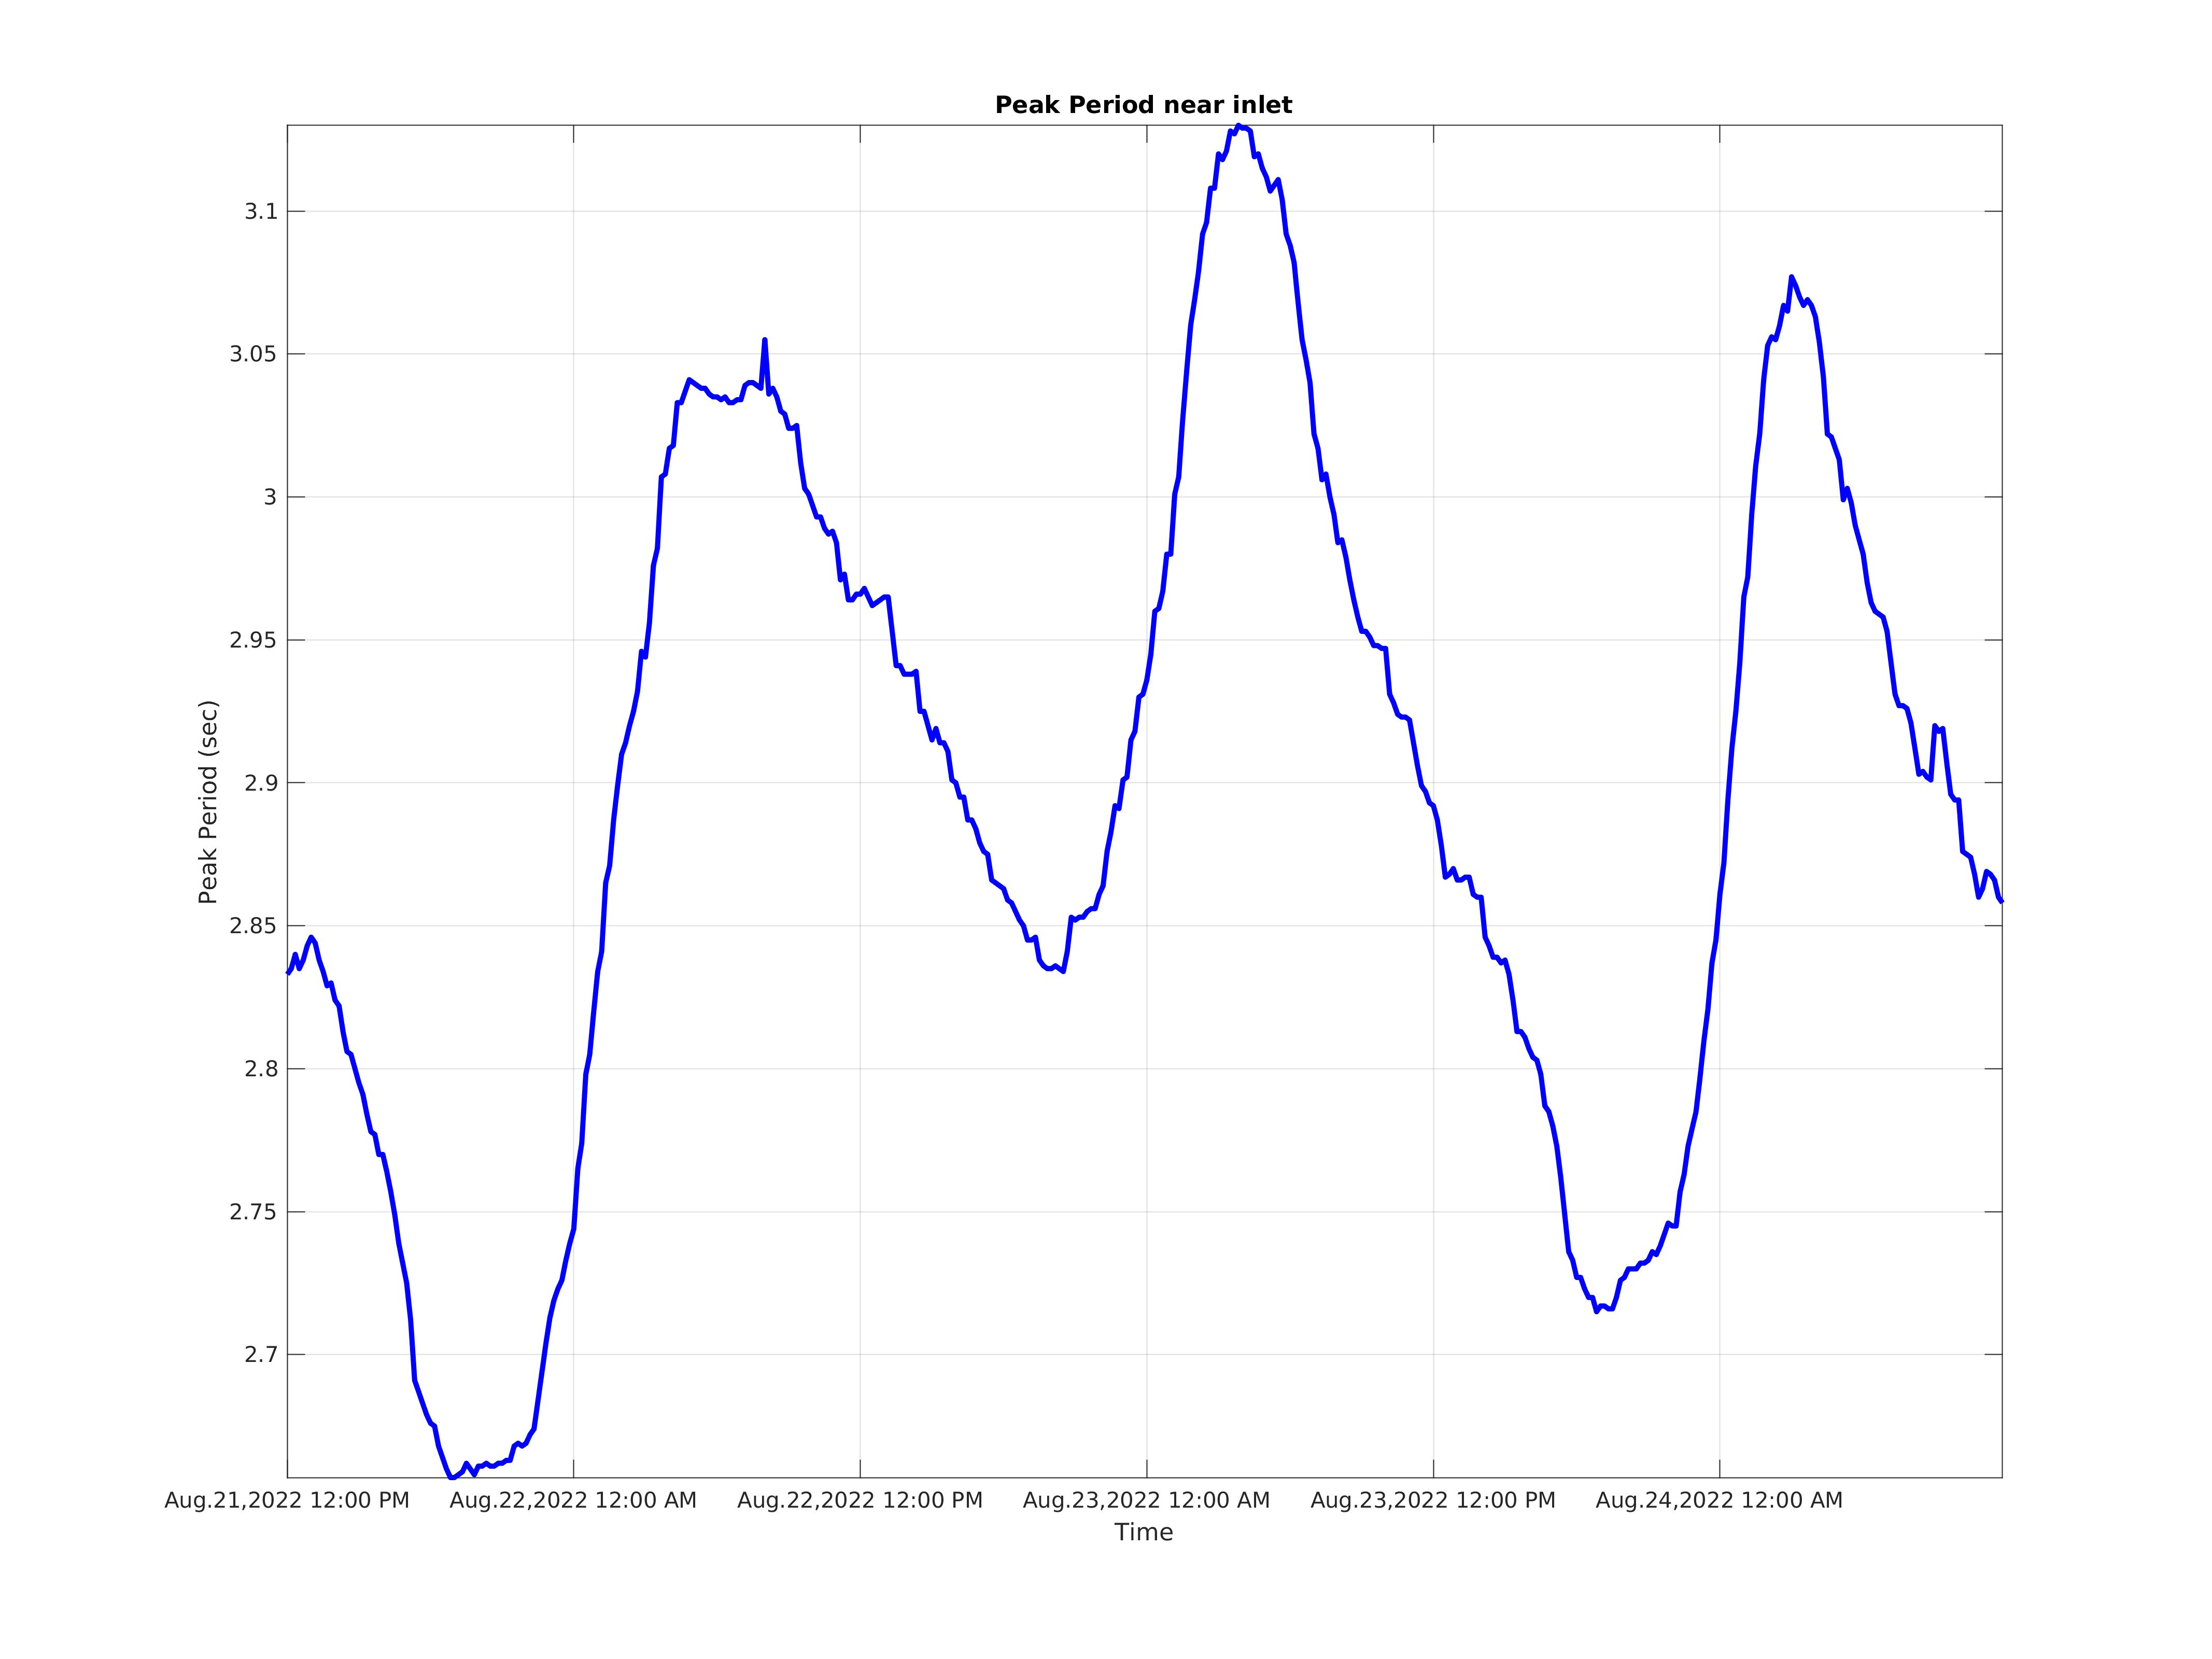 Peak Period near inlet
3.1
3.05
3
2.95
2.9
2.85
2.8
2.75
2.7
Peak Period (sec)
Aug.21,2022 12:00 PM
Aug.22,2022 12:00 AM
Aug.22,2022 12:00 PM
Aug.23,2022 12:00 AM
Aug.23,2022 12:00 PM
Aug.24,2022 12:00 AM
Time